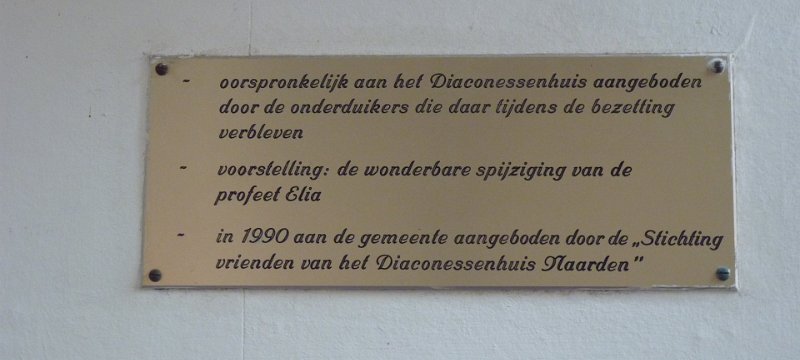 - oorspronkelijk aan het Diaconessenhuis aangeboden
door de onderduikers die daar tijdens de bezetting
verbleven
- voorstelling: de wonderbare spijziging van de
profeet Elia
- in 1990 aan de gemeente aangeboden door de „Stichting
vrienden van het Diaconessenhuis Naarden”